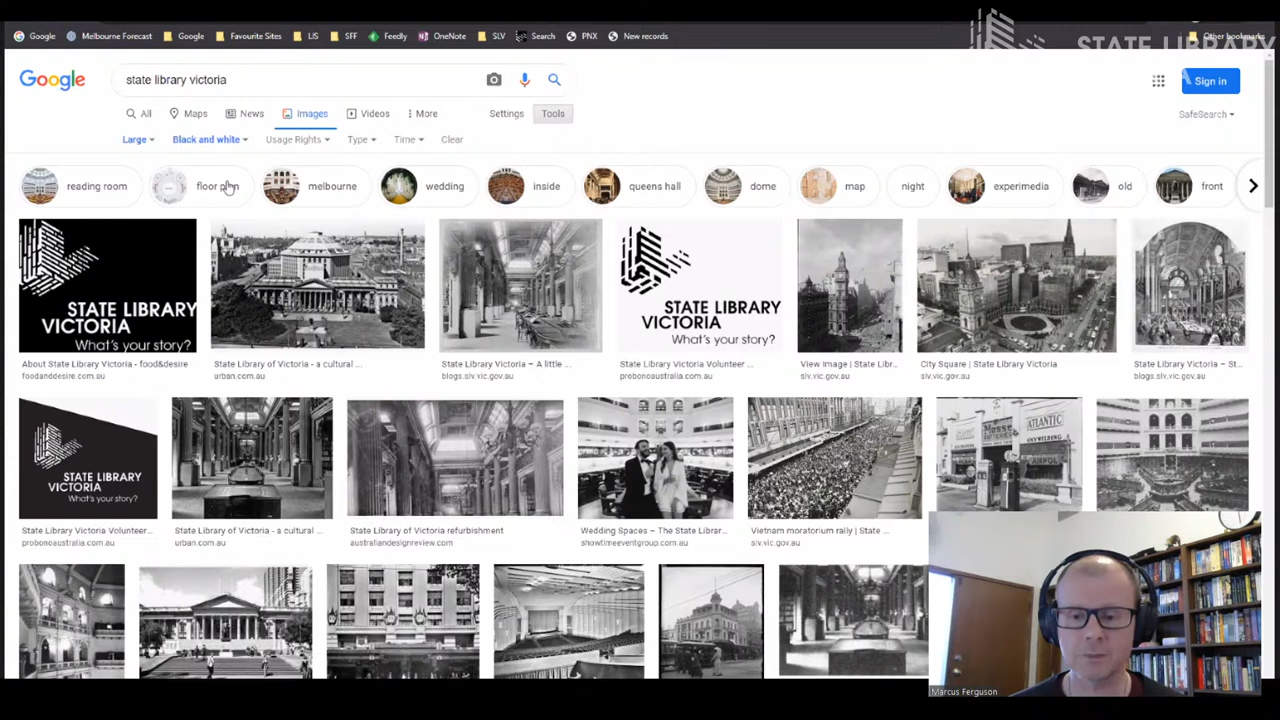 Google Melbourne Forecast Google Favourite Sites LIS SFF Feedly OneNote SLV Search PNX New records Other bookmarks
STATE LIBRARY
Google state library victoria Sign in
All Maps News Images Videos More Settings Tools SafeSearch
Large Black and white Usage Rights Type Time Clear
reading room floor plan melbourne wedding inside queens hall dome map night experimedia old front
STATE LIBRARY
VICTORIA
What's your story?
STATE LIBRARY
VICTORIA
What's your story?
About State Library Victoria - food&desire
foodanddesire.com.au
State Library of Victoria - a cultural ...
urban.com.au
State Library Victoria – A little ...
blogs.slv.vic.gov.au
State Library Victoria Volunteer ...
probonoaustralia.com.au
View Image | State Libr...
slv.vic.gov.au
City Square | State Library Victoria
slv.vic.gov.au
State Library Victoria – St...
blogs.slv.vic.gov.au
STATE LIBRARY
VICTORIA
What's your story?
ATLANTIC
State Library Victoria Volunteer...
probonoaustralia.com.au
State Library of Victoria - a cultural ...
urban.com.au
State Library of Victoria refurbishment
australiandesignreview.com
Wedding Spaces – The State Librar...
showtimeeventgroup.com.au
Vietnam moratorium rally | State ...
slv.vic.gov.au
Marcus Ferguson